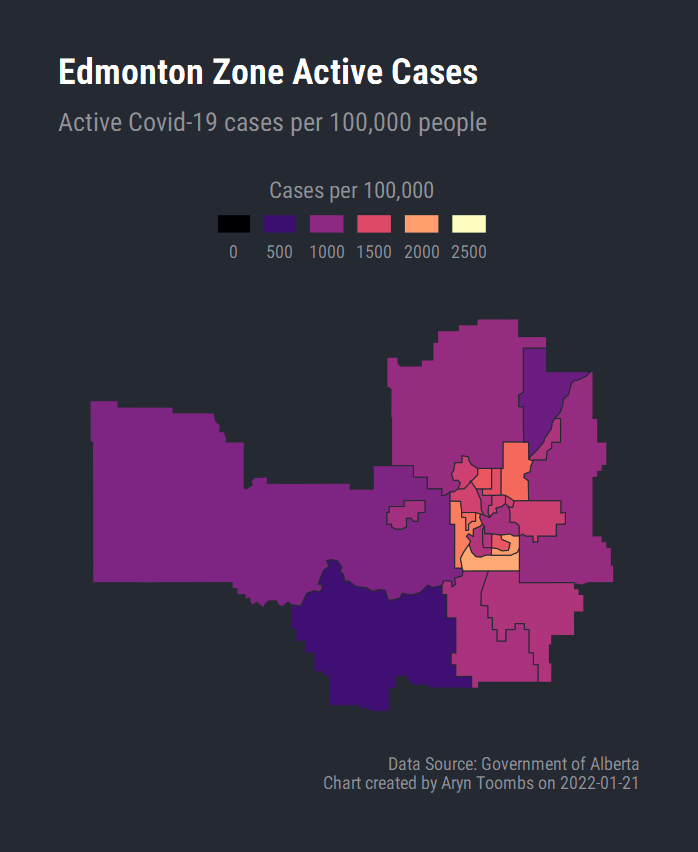 Edmonton Zone Active Cases
Active Covid-19 cases per 100,000 people
Cases per 100,000
0 500 1000 1500 2000 2500
Data Source: Government of Alberta
Chart created by Aryn Toombs on 2022-01-21